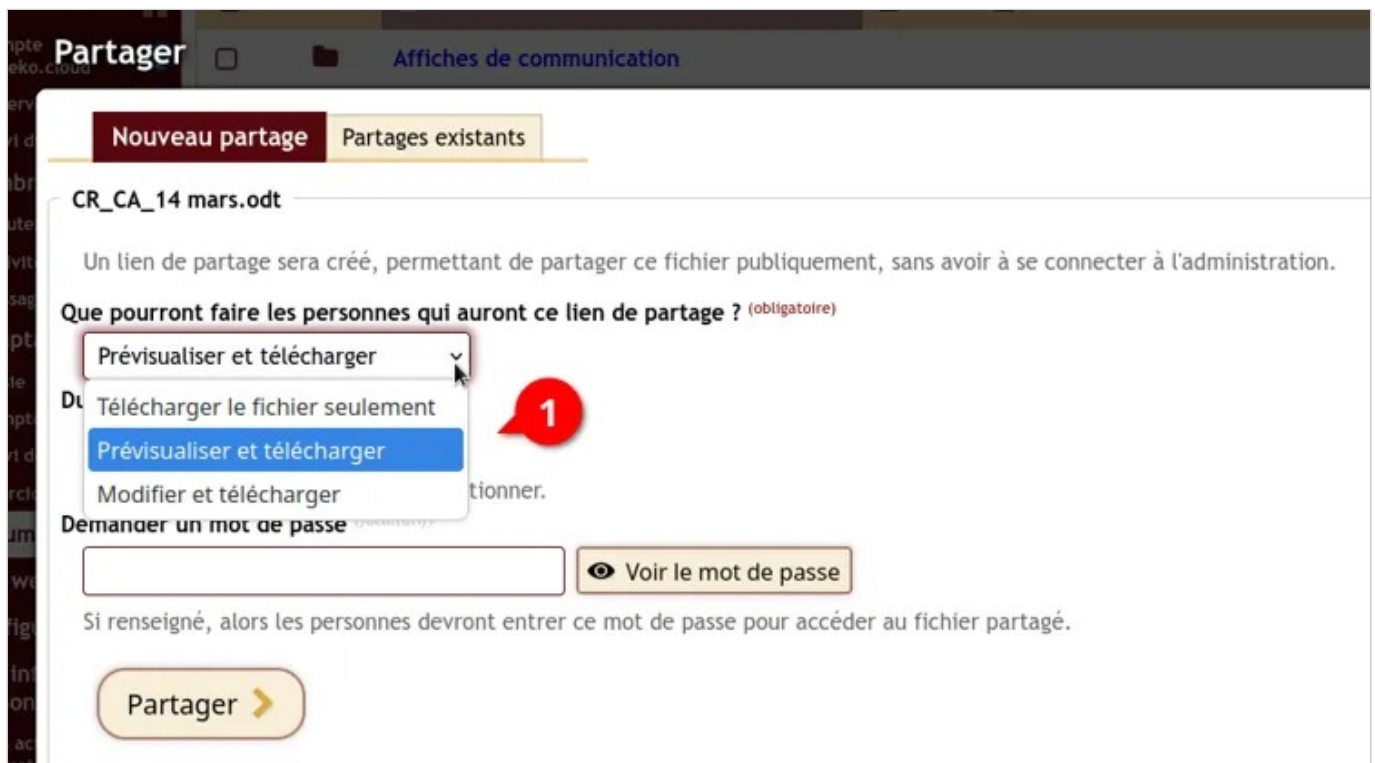 Partager
Affiches de communication
Nouveau partage
Partages existants
CR_CA_14 mars.odt
Un lien de partage sera créé, permettant de partager ce fichier publiquement, sans avoir à se connecter à l'administration.
Que pourront faire les personnes qui auront ce lien de partage ? (obligatoire)
Prévisualiser et télécharger
Télécharger le fichier seulement
1
Prévisualiser et télécharger
Modifier et télécharger
tionner.
Demander un mot de passe
Voir le mot de passe
Si renseigné, alors les personnes devront entrer ce mot de passe pour accéder au fichier partagé.
Partager